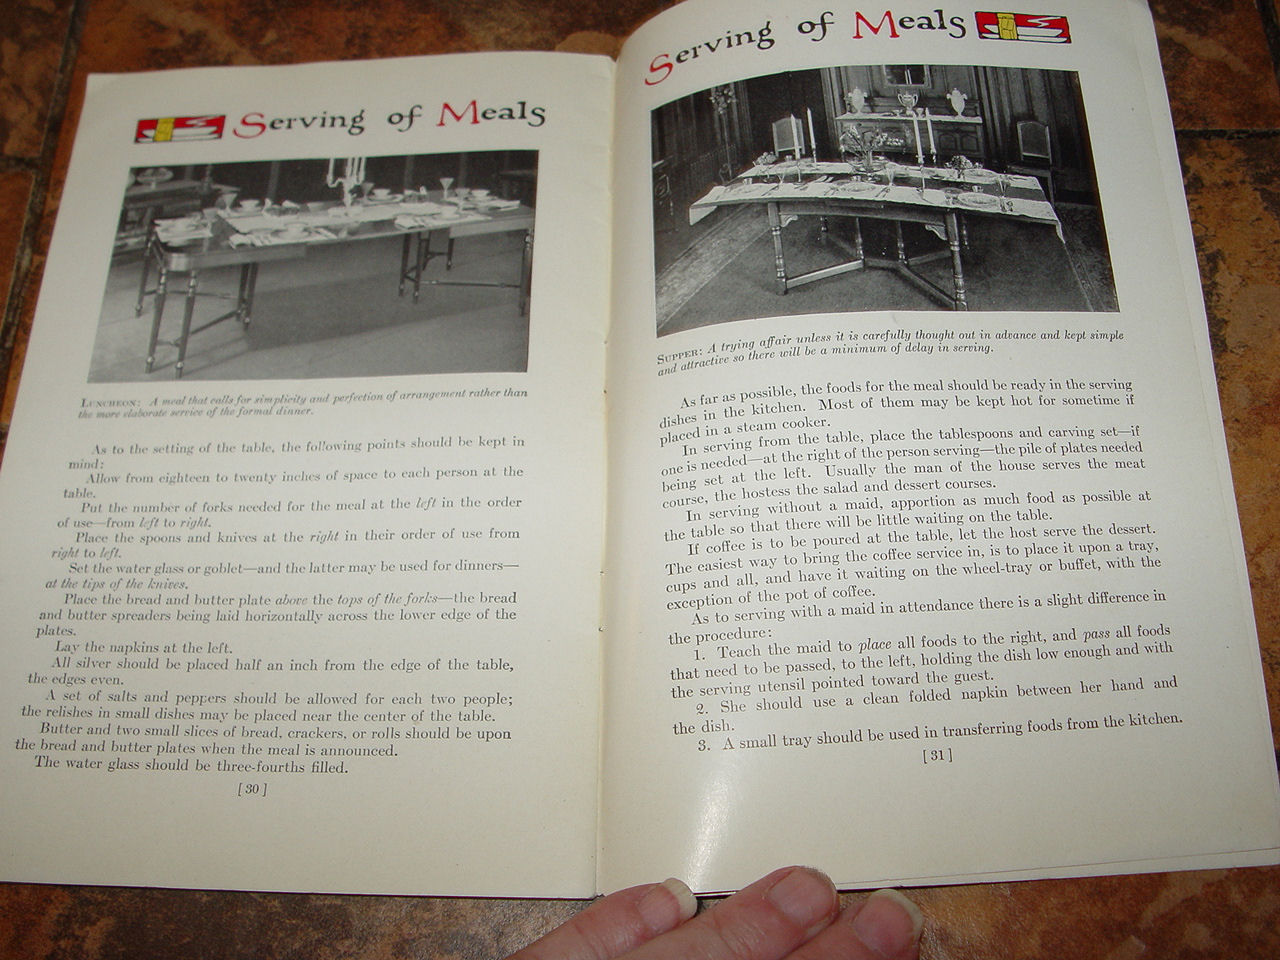 Serving of Meals
LUNCHEON: A meal that calls for simplicity and perfection of arrangement rather than
the more elaborate service of the formal dinner.
As to the setting of the table, the following points should be kept in
mind:
Allow from eighteen to twenty inches of space to each person at the
table.
Put the number of forks needed for the meal at the left in the order
of use—from left to right.
Place the spoons and knives at the right in their order of use from
right to left.
Set the water glass or goblet—and the latter may be used for dinners—
at the tips of the knives.
Place the bread and butter plate above the tops of the forks—the bread
and butter spreaders being laid horizontally across the lower edge of the
plates.
Lay the napkins at the left.
All silver should be placed half an inch from the edge of the table,
the edges even.
A set of salts and peppers should be allowed for each two people;
the relishes in small dishes may be placed near the center of the table.
Butter and two small slices of bread, crackers, or rolls should be upon
the bread and butter plates when the meal is announced.
The water glass should be three-fourths filled.
[ 30 ]
Serving of Meals
SUPPER: A trying affair unless it is carefully thought out in advance and kept simple
and attractive so there will be a minimum of delay in serving.
As far as possible, the foods for the meal should be ready in the serving
dishes in the kitchen. Most of them may be kept hot for sometime if
placed in a steam cooker.
In serving from the table, place the tablespoons and carving set—if
one is needed—at the right of the person serving—the pile of plates needed
being set at the left. Usually the man of the house serves the meat
course, the hostess the salad and dessert courses.
In serving without a maid, apportion as much food as possible at
the table so that there will be little waiting on the table.
If coffee is to be poured at the table, let the host serve the dessert.
The easiest way to bring the coffee service in, is to place it upon a tray,
cups and all, and have it waiting on the wheel-tray or buffet, with the
exception of the pot of coffee.
As to serving with a maid in attendance there is a slight difference in
the procedure:
1. Teach the maid to place all foods to the right, and pass all foods
that need to be passed, to the left, holding the dish low enough and with
the serving utensil pointed toward the guest.
2. She should use a clean folded napkin between her hand and
the dish.
3. A small tray should be used in transferring foods from the kitchen.
[ 31 ]